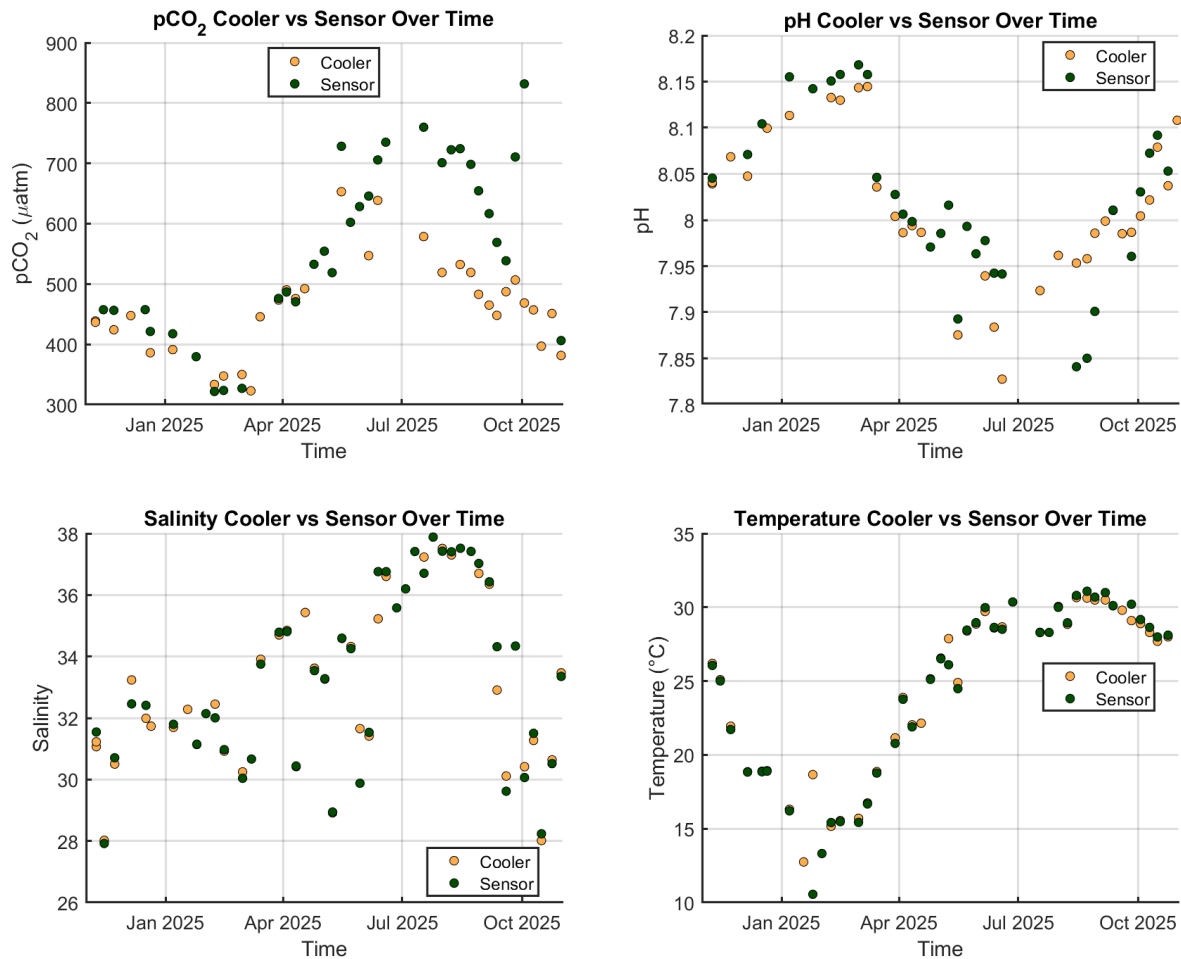 pCO2 Cooler vs Sensor Over Time
900
800
700
600
500
400
300
pCO2 (μatm)
Cooler
Sensor
Jan 2025 Apr 2025 Jul 2025 Oct 2025
Time
pH Cooler vs Sensor Over Time
8.2
8.15
8.1
8.05
8
7.95
7.9
7.85
7.8
pH
Cooler
Sensor
Jan 2025 Apr 2025 Jul 2025 Oct 2025
Time
Salinity Cooler vs Sensor Over Time
38
36
34
32
30
28
26
Salinity
Cooler
Sensor
Jan 2025 Apr 2025 Jul 2025 Oct 2025
Time
Temperature Cooler vs Sensor Over Time
35
30
25
20
15
10
Temperature (°C)
Cooler
Sensor
Jan 2025 Apr 2025 Jul 2025 Oct 2025
Time